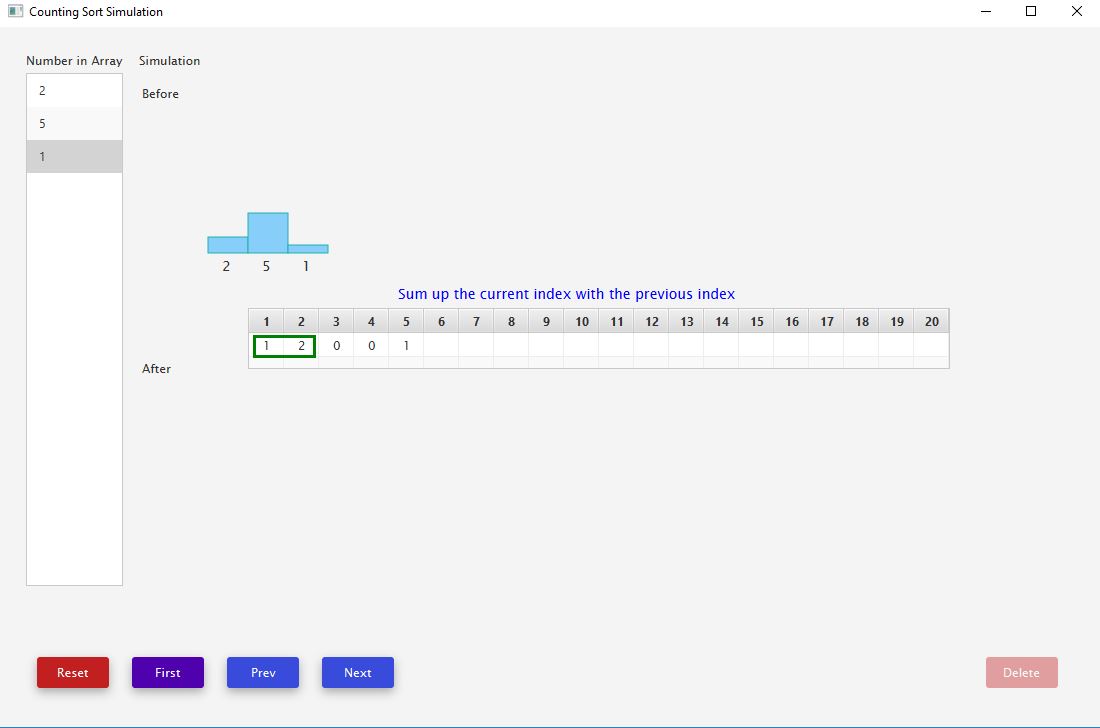 Counting Sort Simulation
Number in Array Simulation
2
5
1
Before
2 5 1
Sum up the current index with the previous index
1 2 3 4 5 6 7 8 9 10 11 12 13 14 15 16 17 18 19 20
1 2 0 0 1
After
Reset First Prev Next Delete